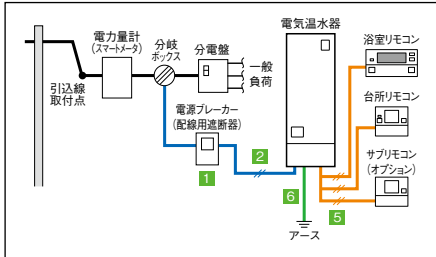 電力量計
(スマートメータ)
分岐
ボックス
分電盤
一般
負荷
引込線
取付点
電源ブレーカー
(配線用遮断器)
1
2
電気温水器
6
アース
5
浴室リモコン
台所リモコン
サブリモコン
(オプション)